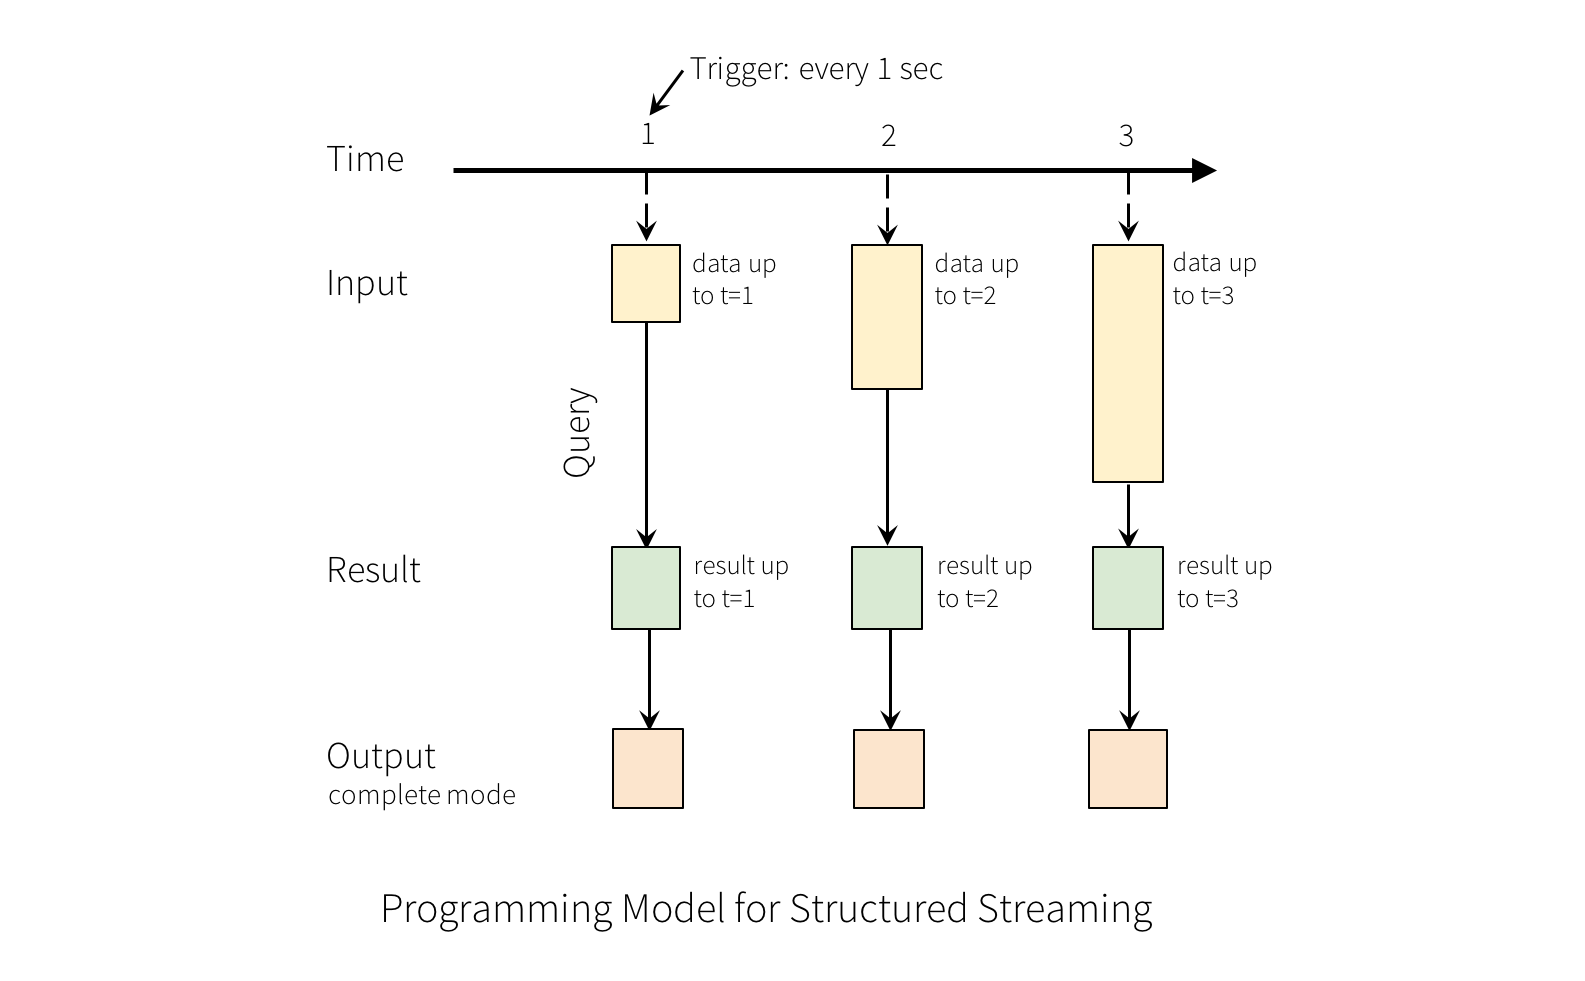 Trigger: every 1 sec
1 2 3
Time
Input
data up
to t=1
data up
to t=2
data up
to t=3
Query
Result
result up
to t=1
result up
to t=2
result up
to t=3
Output
complete mode
Programming Model for Structured Streaming